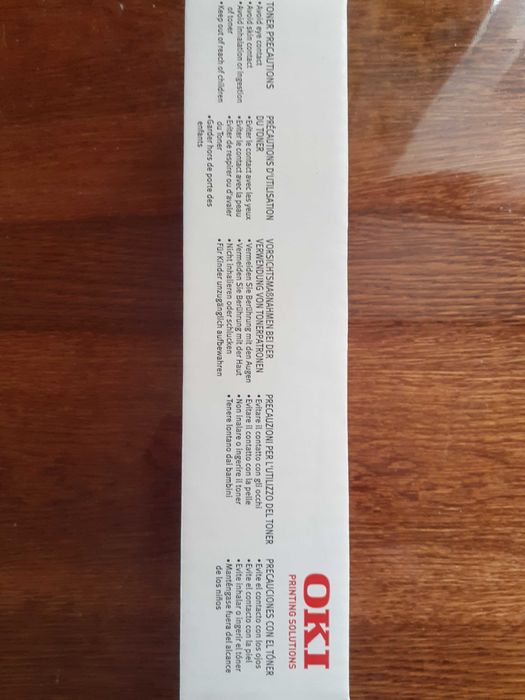 TONER PRECAUTIONS
•Avoid eye contact
•Avoid skin contact
•Avoid inhalation or ingestion
of toner
•Keep out of reach of children
PRÉCAUTIONS D'UTILISATION
DU TONER
•Eviter le contact avec les yeux
•Eviter le contact avec la peau
•Eviter de respirer ou d'avaler
du Toner
•Garder hors de porte des
enfants
VORSICHTSMAßNAHMEN BEI DER
VERWENDUNG VON TONERPATRONEN
•Vermeiden Sie Berührung mit den Augen
•Vermeiden Sie Berührung mit der Haut
•Nicht inhalieren oder schlucken
•Für Kinder unzugänglich aufbewahren
PRECAUZIONI PER L'UTILIZZO DEL TONER
•Evitare il contatto con gli occhi
•Evitare il contatto con la pelle
•Non inalare o ingerire il toner
•Tenere lontano dai bambini
PRECAUCIONES CON EL TÓNER
•Evite el contacto con los ojos
•Evite el contacto con la piel
•Evite inhalar o ingerir el tóner
•Manténgase fuera del alcance
de los niños
OKI
PRINTING SOLUTIONS